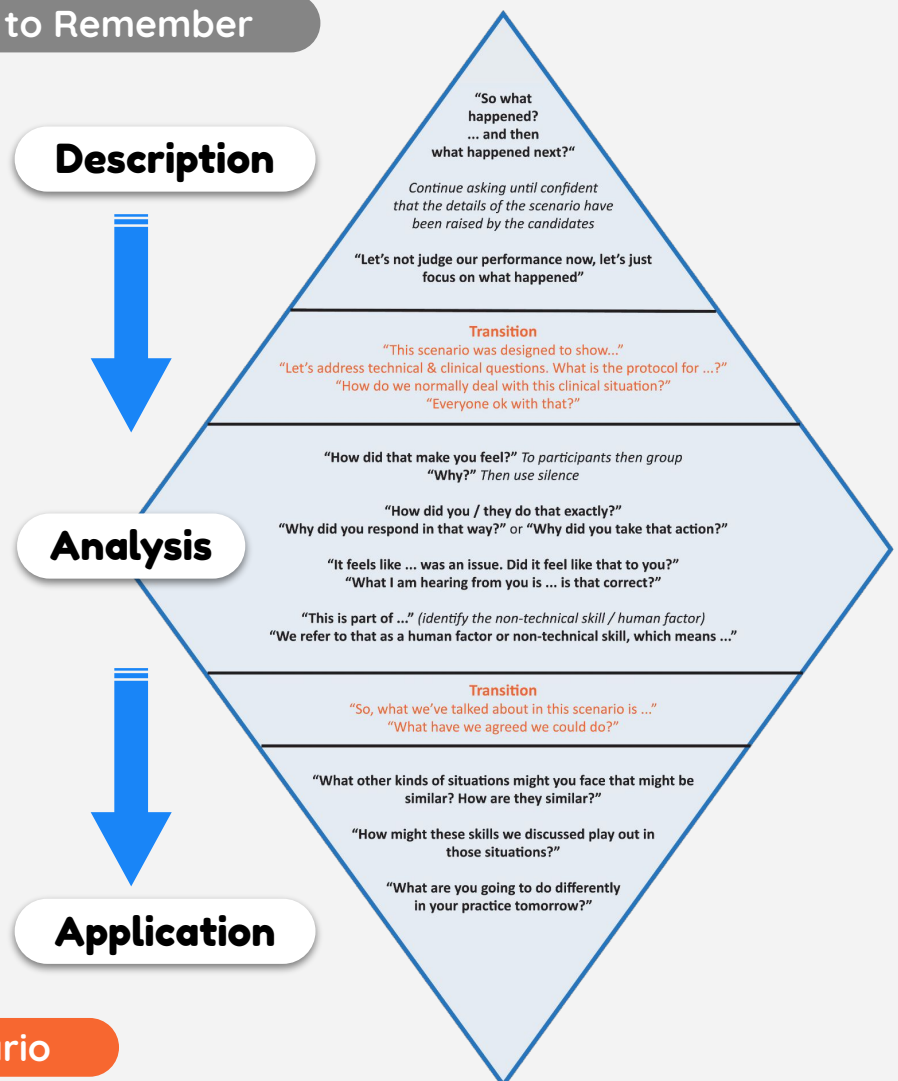 to Remember
Description
“So what
happened?
... and then
what happened next?“
Continue asking until confident
that the details of the scenario have
been raised by the candidates
“Let’s not judge our performance now, let’s just
focus on what happened”
Transition
“This scenario was designed to show...”
“Let’s address technical & clinical questions. What is the protocol for ...?”
“How do we normally deal with this clinical situation?”
“Everyone ok with that?”
Analysis
“How did that make you feel?” To participants then group
“Why?” Then use silence
“How did you / they do that exactly?”
“Why did you respond in that way?” or “Why did you take that action?”
“It feels like ... was an issue. Did it feel like that to you?”
“What I am hearing from you is ... is that correct?”
“This is part of ...” (identify the non-technical skill / human factor)
“We refer to that as a human factor or non-technical skill, which means ...”
Transition
“So, what we’ve talked about in this scenario is ...”
“What have we agreed we could do?”
Application
“What other kinds of situations might you face that might be
similar? How are they similar?”
“How might these skills we discussed play out in
those situations?”
“What are you going to do differently
in your practice tomorrow?”
ario